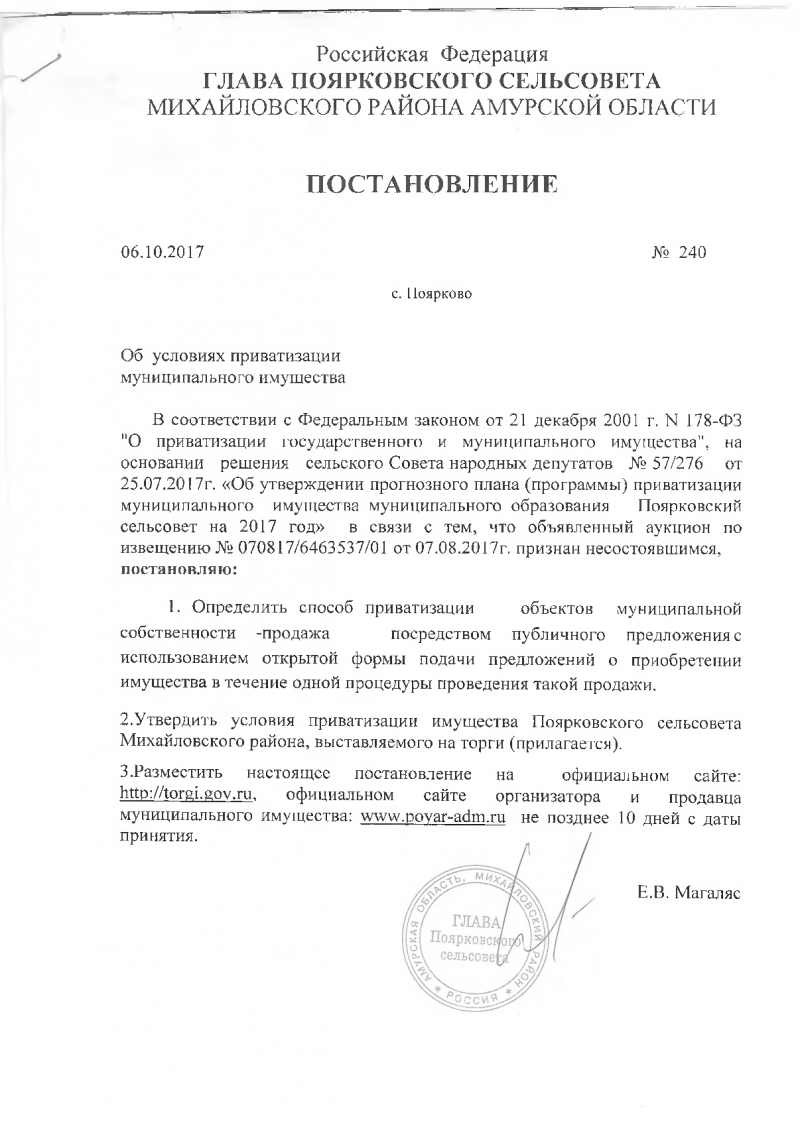 Российская Федерация
ГЛАВА ПОЯРКОВСКОГО СЕЛЬСОВЕТА
МИХАЙЛОВСКОГО РАЙОНА АМУРСКОЙ ОБЛАСТИ
ПОСТАНОВЛЕНИЕ
06.10.2017 № 240
с. Поярково
Об условиях приватизации
муниципального имущества
В соответствии с Федеральным законом от 21 декабря 2001 г. N 178-ФЗ
"О приватизации государственного и муниципального имущества", на
основании решения сельского Совета народных депутатов № 57/276 от
25.07.2017г. «Об утверждении прогнозного плана (программы) приватизации
муниципального имущества муниципального образования Поярковский
сельсовет на 2017 год» в связи с тем, что объявленный аукцион по
извещению № 070817/6463537/01 от 07.08.2017г. признан несостоявшимся,
постановляю:
1. Определить способ приватизации объектов муниципальной
собственности -продажа посредством публичного предложения с
использованием открытой формы подачи предложений о приобретении
имущества в течение одной процедуры проведения такой продажи.
2.Утвердить условия приватизации имущества Поярковского сельсовета
Михайловского района, выставляемого на торги (прилагается).
3.Разместить настоящее постановление на официальном сайте:
http://torgi.gov.ru, официальном сайте организатора и продавца
муниципального имущества: www.poyar-adm.ru не позднее 10 дней с даты
принятия.
Е.В. Магаляс
АМУРСКАЯ ОБЛАСТЬ, МИХАЙЛОВСКИЙ РАЙОН
ГЛАВА
Поярковского
сельсовета
* РОССИЯ *